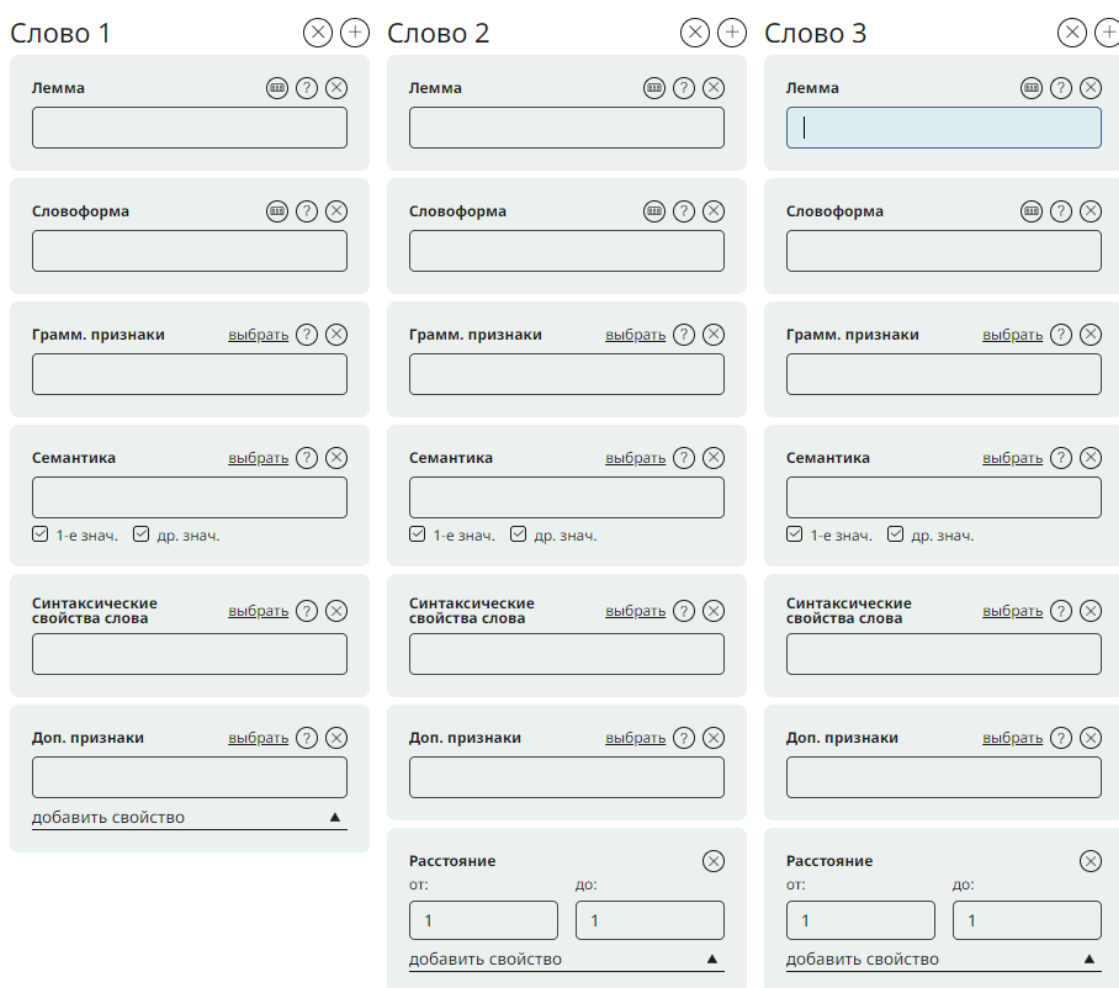 Слово 1
Лемма
Словоформа
Грамм. признаки выбрать
Семантика выбрать
1-е знач. др. знач.
Синтаксические
свойства слова выбрать
Доп. признаки выбрать
добавить свойство
Слово 2
Лемма
Словоформа
Грамм. признаки выбрать
Семантика выбрать
1-е знач. др. знач.
Синтаксические
свойства слова выбрать
Доп. признаки выбрать
Расстояние
от: до:
1 1
добавить свойство
Слово 3
Лемма
Словоформа
Грамм. признаки выбрать
Семантика выбрать
1-е знач. др. знач.
Синтаксические
свойства слова выбрать
Доп. признаки выбрать
Расстояние
от: до:
1 1
добавить свойство